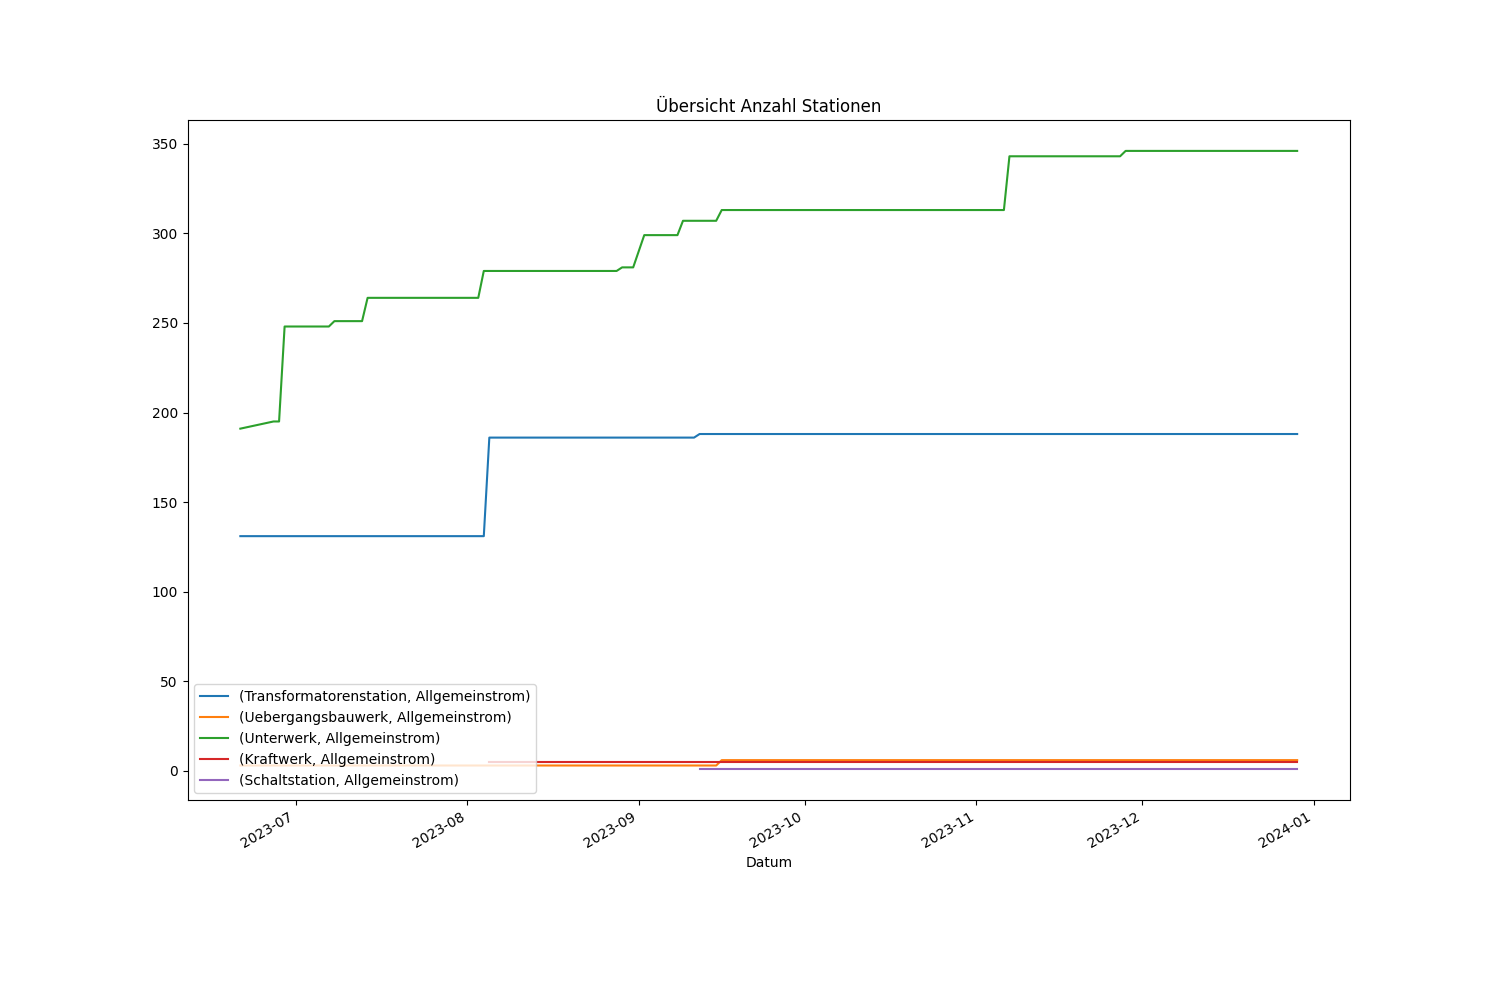 Übersicht Anzahl Stationen
350
300
250
200
150
100
50
0
(Transformatorenstation, Allgemeinstrom)
(Uebergangsbauwerk, Allgemeinstrom)
(Unterwerk, Allgemeinstrom)
(Kraftwerk, Allgemeinstrom)
(Schaltstation, Allgemeinstrom)
2023-07
2023-08
2023-09
2023-10
2023-11
2023-12
2024-01
Datum